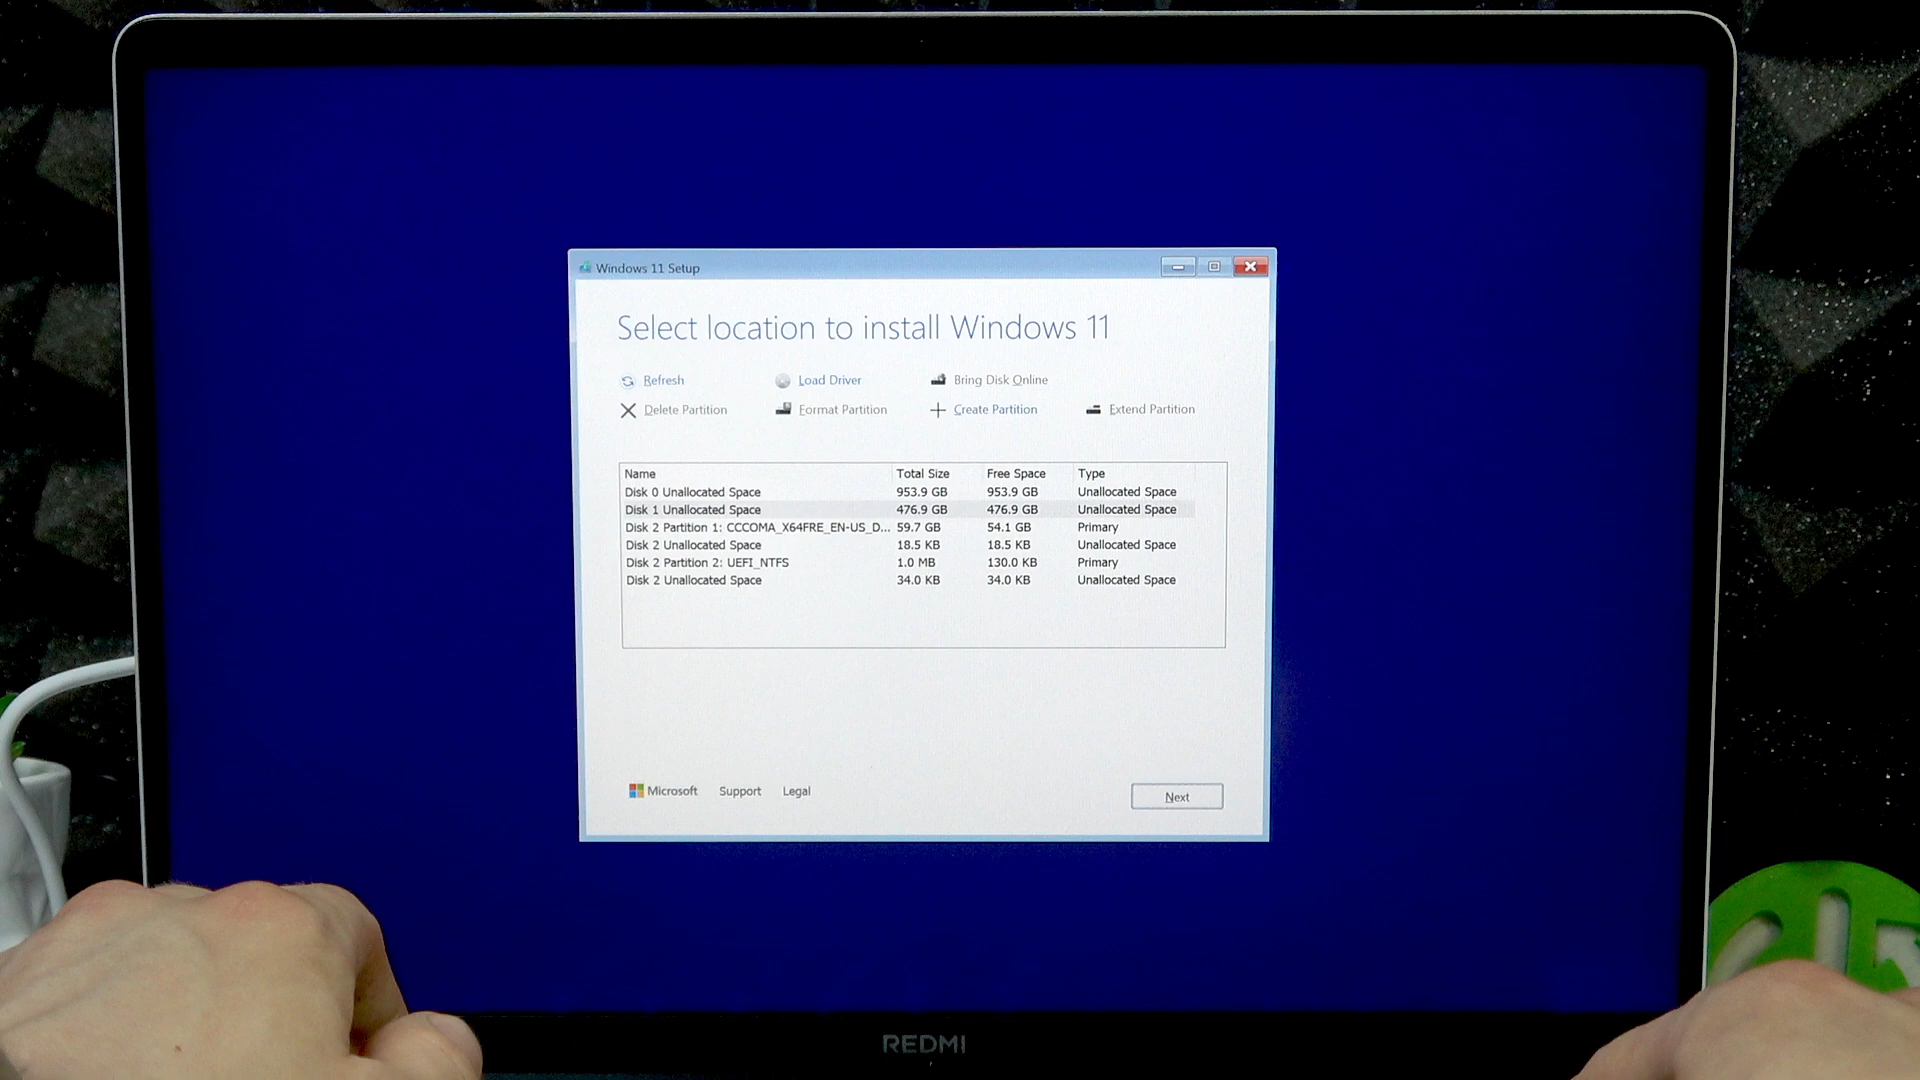 Windows 11 Setup
Select location to install Windows 11
Refresh Load Driver Bring Disk Online
Delete Partition Format Partition Create Partition Extend Partition
Name Total Size Free Space Type
Disk 0 Unallocated Space 953.9 GB 953.9 GB Unallocated Space
Disk 1 Unallocated Space 476.9 GB 476.9 GB Unallocated Space
Disk 2 Partition 1: CCCOMA_X64FRE_EN-US_D... 59.7 GB 54.1 GB Primary
Disk 2 Unallocated Space 18.5 KB 18.5 KB Unallocated Space
Disk 2 Partition 2: UEFI_NTFS 1.0 MB 130.0 KB Primary
Disk 2 Unallocated Space 34.0 KB 34.0 KB Unallocated Space
Microsoft Support Legal
Next
REDMI